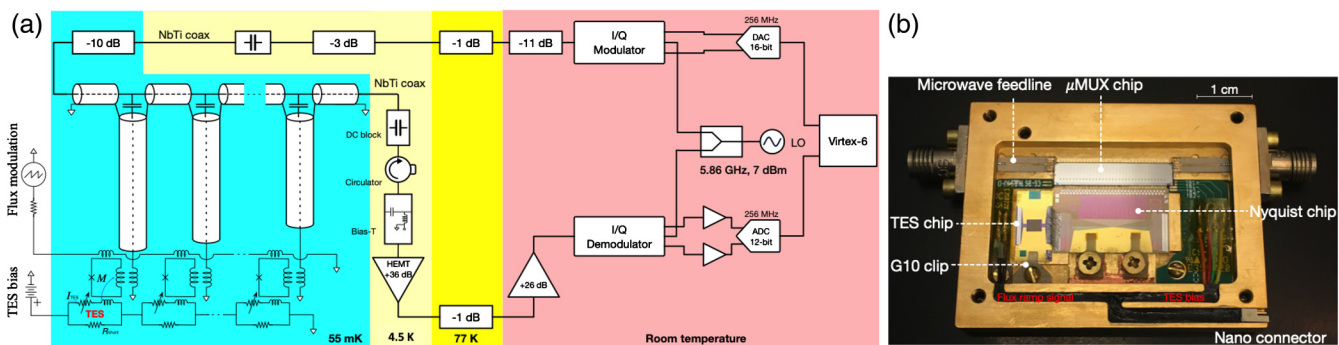 (a)
-10 dB
NbTi coax
-3 dB
-1 dB
-11 dB
I/Q
Modulator
256 MHz
DAC
16-bit
NbTi coax
DC block
Circulator
Bias-T
HEMT
+36 dB
-1 dB
+26 dB
LO
5.86 GHz, 7 dBm
Virtex-6
I/Q
Demodulator
256 MHz
ADC
12-bit
Flux modulation
TES bias
M
I_TES
TES
R_shunt
55 mK
4.5 K
77 K
Room temperature
(b)
Microwave feedline
μMUX chip
1 cm
TES chip
Nyquist chip
G10 clip
Flux ramp signal
TES bias
Nano connector